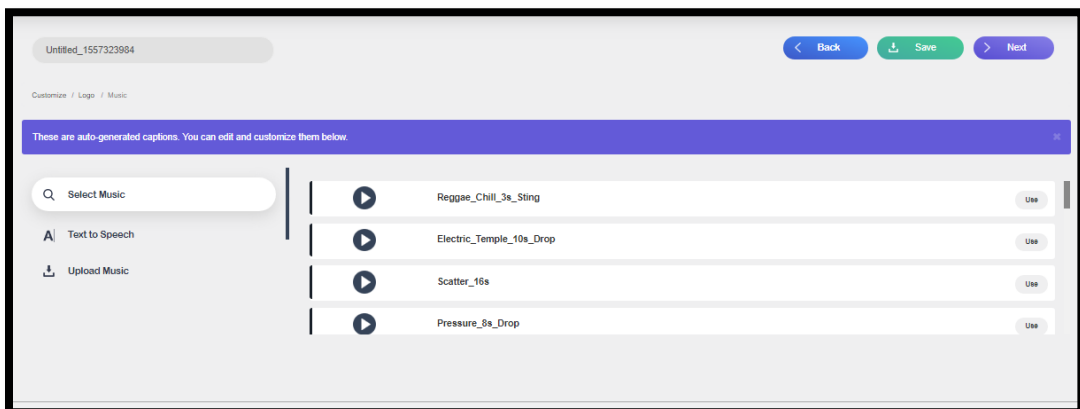 Untitled_1557323984
Back
Save
Next
Customize / Logo / Music
These are auto-generated captions. You can edit and customize them below.
Select Music
Text to Speech
Upload Music
Reggae_Chill_3s_Sting
Use
Electric_Temple_10s_Drop
Use
Scatter_16s
Use
Pressure_8s_Drop
Use